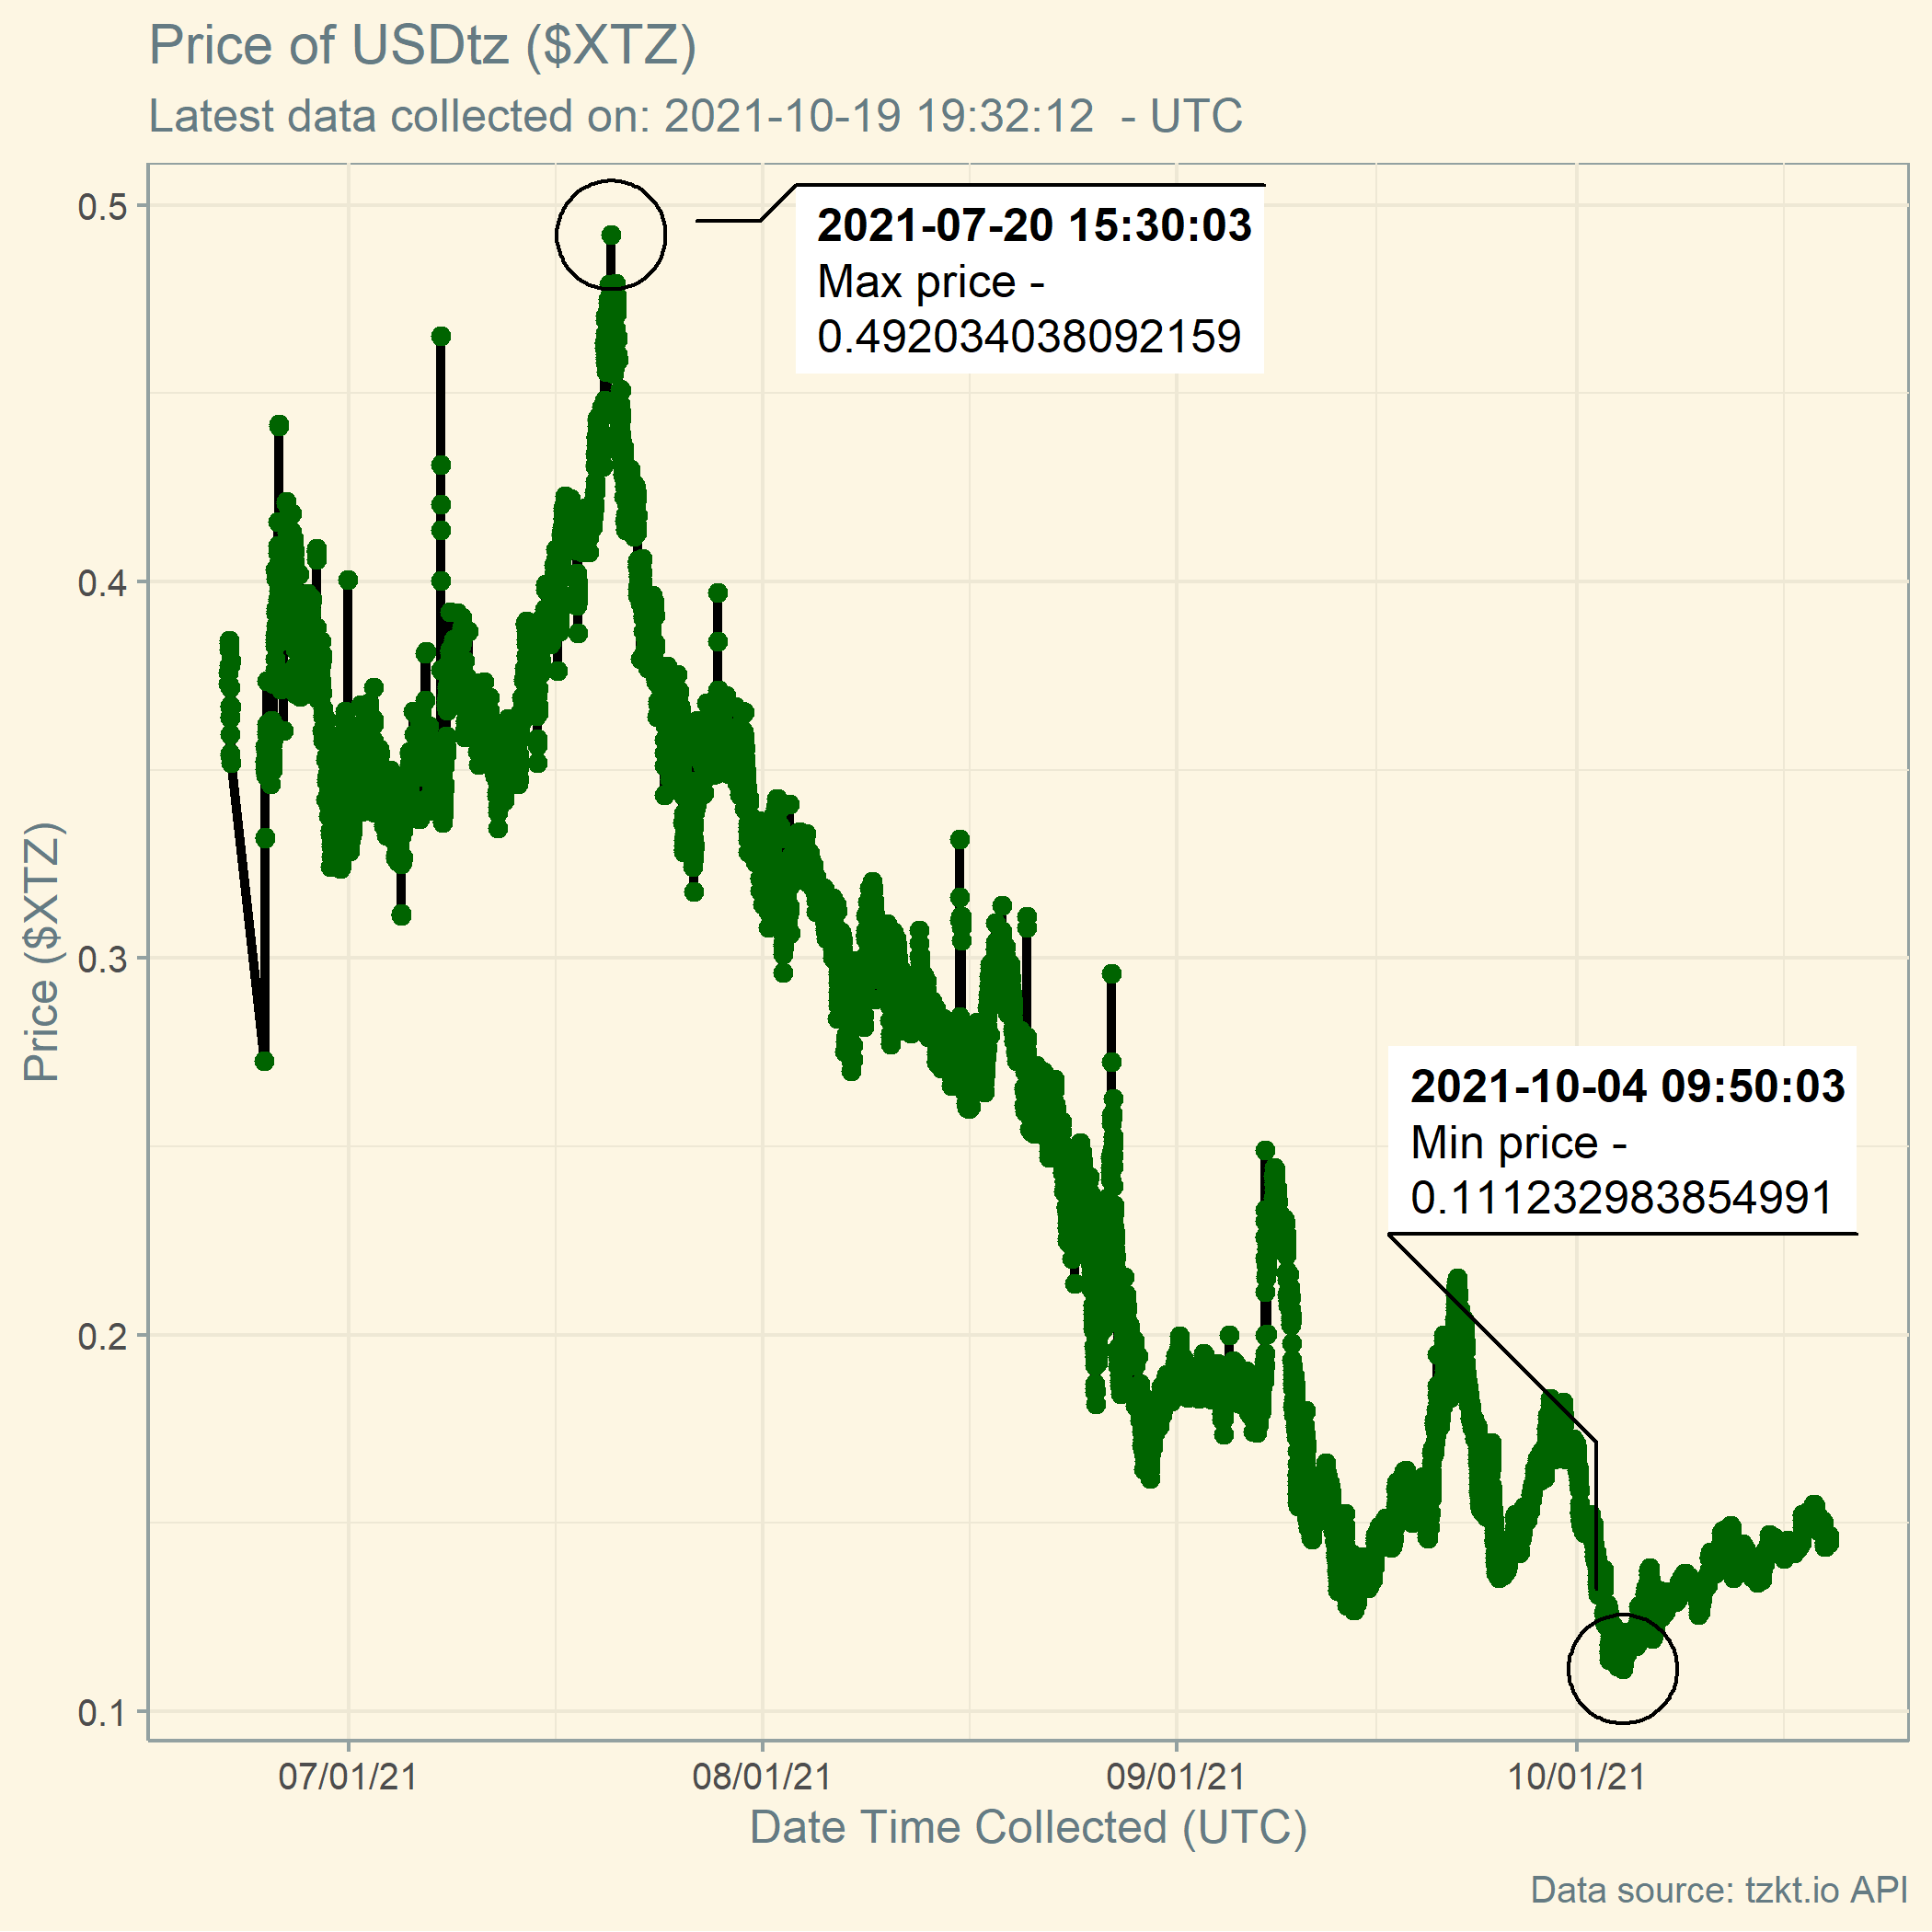 Price of USDtz ($XTZ)
Latest data collected on: 2021-10-19 19:32:12  - UTC
2021-07-20 15:30:03
Max price -
0.492034038092159
2021-10-04 09:50:03
Min price -
0.111232983854991
Price ($XTZ)
0.5
0.4
0.3
0.2
0.1
07/01/21
08/01/21
09/01/21
10/01/21
Date Time Collected (UTC)
Data source: tzkt.io API